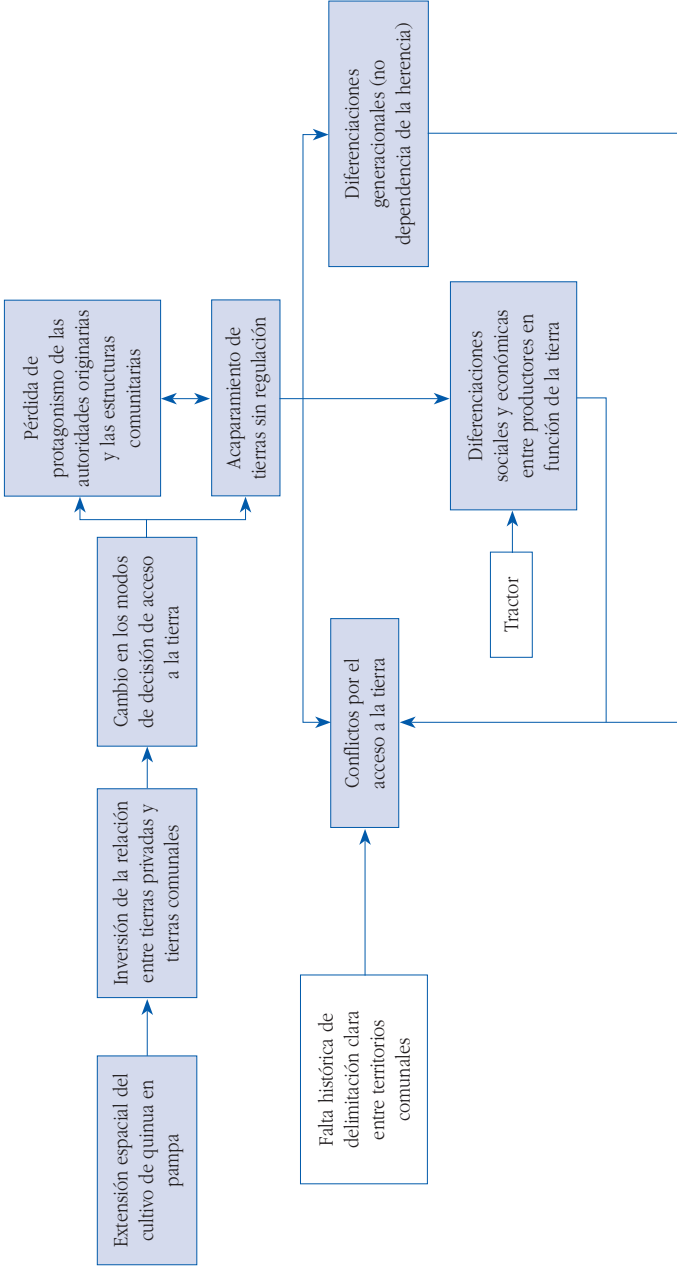 Extensión espacial del
cultivo de quinua en
pampa
Inversión de la relación
entre tierras privadas y
tierras comunales
Cambio en los modos
de decisión de acceso
a la tierra
Pérdida de
protagonismo de las
autoridades originarias
y las estructuras
comunitarias
Acaparamiento de
tierras sin regulación
Falta histórica de
delimitación clara
entre territorios
comunales
Conflictos por el
acceso a la tierra
Tractor
Diferenciaciones
sociales y económicas
entre productores en
función de la tierra
Diferenciaciones
generacionales (no
dependencia de la herencia)